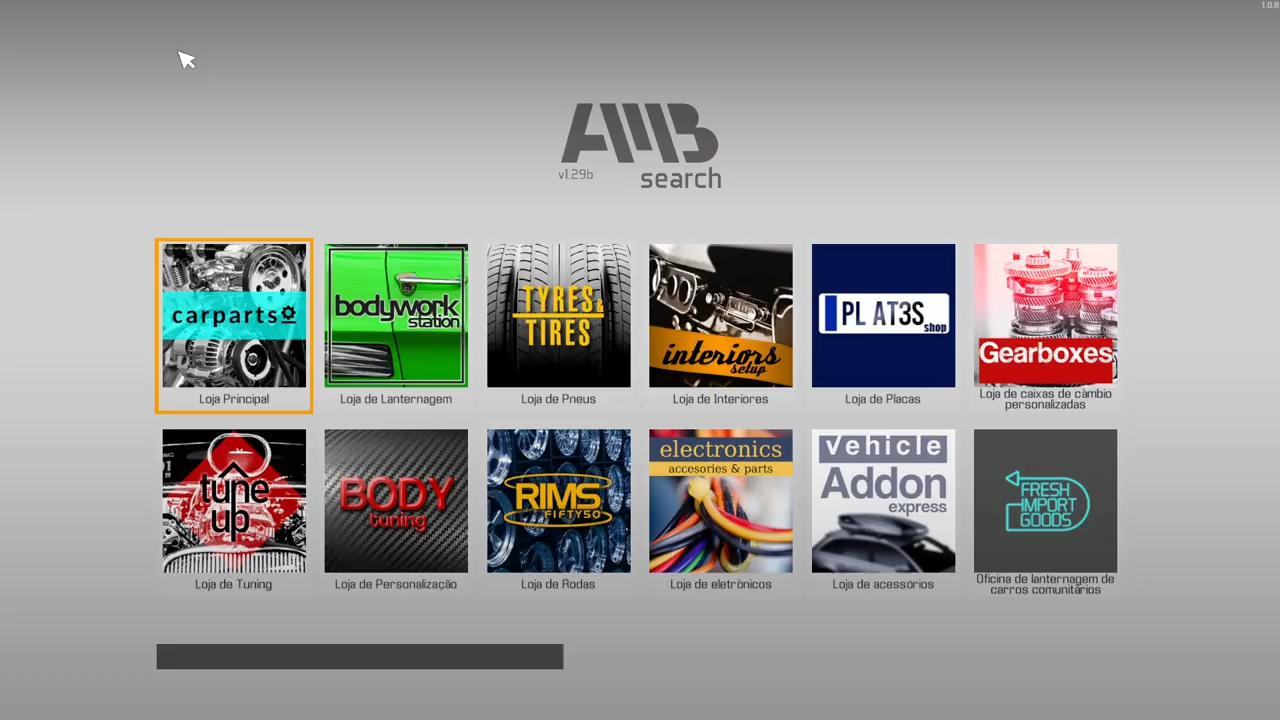 1.0.8
AMB
v1.29b
search
carparts
bodywork
station
TYRES&
TIRES
interiors
setup
PL AT3S
shop
Gearboxes
Loja Principal
Loja de Lanternagem
Loja de Pneus
Loja de Interiores
Loja de Placas
Loja de caixas de câmbio
personalizadas
tune
up
BODY
tuning
RIMS
FIFTY50
electronics
accesories & parts
vehicle
Addon
express
FRESH
IMPORT
GOODS
Loja de Tuning
Loja de Personalização
Loja de Rodas
Loja de eletrônicos
Loja de acessórios
Oficina de lanternagem de
carros comunitários